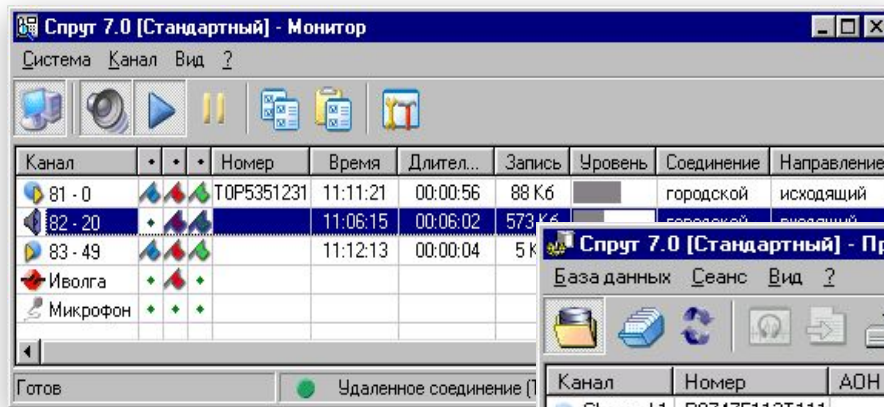 Спрут 7.0 [Стандартный] - Монитор
Система Канал Вид ?
Канал Номер Время Длител... Запись Уровень Соединение Направление
81 - 0 T0P5351231 11:11:21 00:00:56 88 Кб городской исходящий
82 - 20 11:06:15 00:06:02 573 Кб городской входящий
83 - 49 11:12:13 00:00:04 5
Иволга
Микрофон
Готов Удаленное соединение (
Спрут 7.0 [Стандартный] - Пр
База данных Сеанс Вид ?
Канал Номер АОН